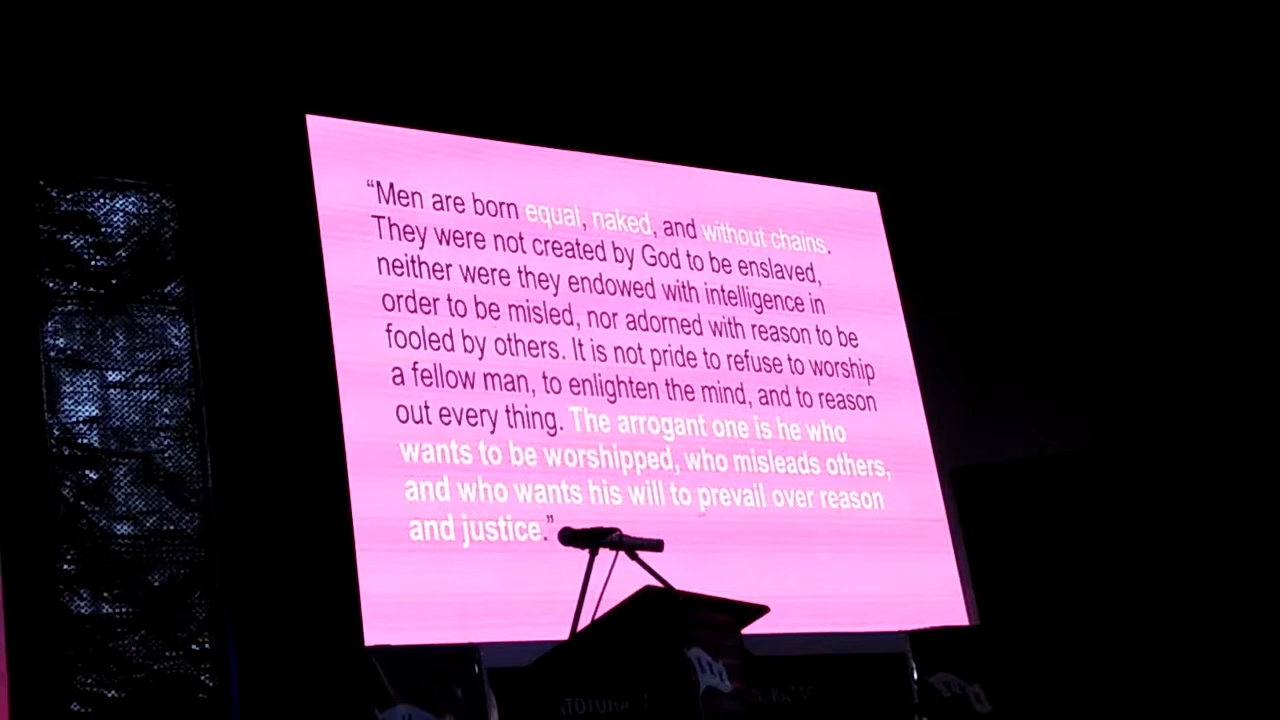 “Men are born equal, naked, and without chains.
They were not created by God to be enslaved,
neither were they endowed with intelligence in
order to be misled, nor adorned with reason to be
fooled by others. It is not pride to refuse to worship
a fellow man, to enlighten the mind, and to reason
out every thing. The arrogant one is he who
wants to be worshipped, who misleads others,
and who wants his will to prevail over reason
and justice.”